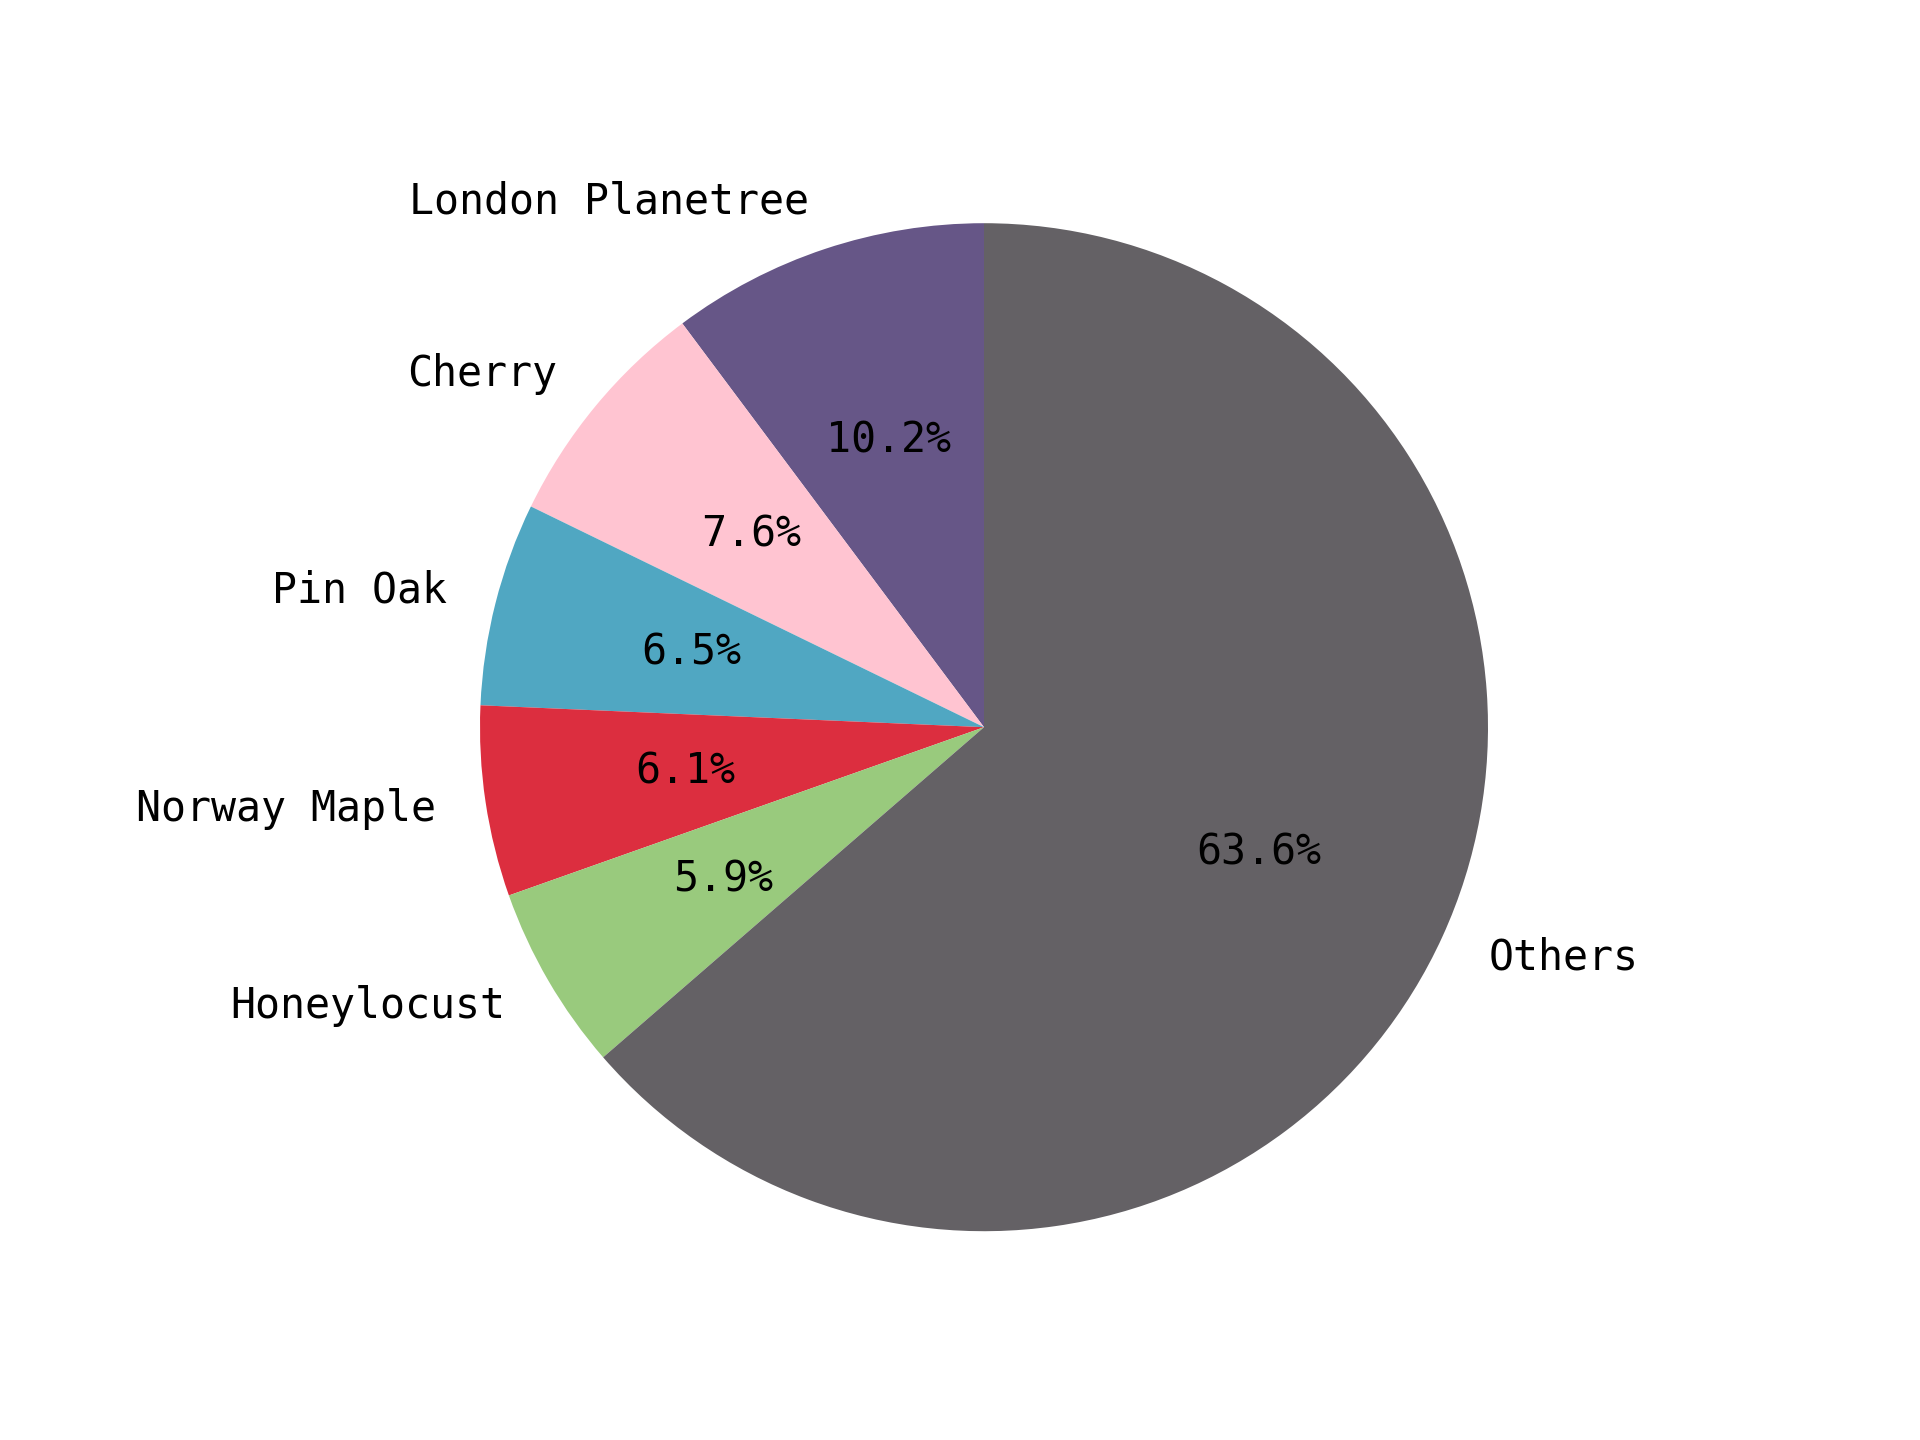 London Planetree
Cherry
10.2%
7.6%
Pin Oak
6.5%
6.1%
Norway Maple
63.6%
5.9%
Others
Honeylocust